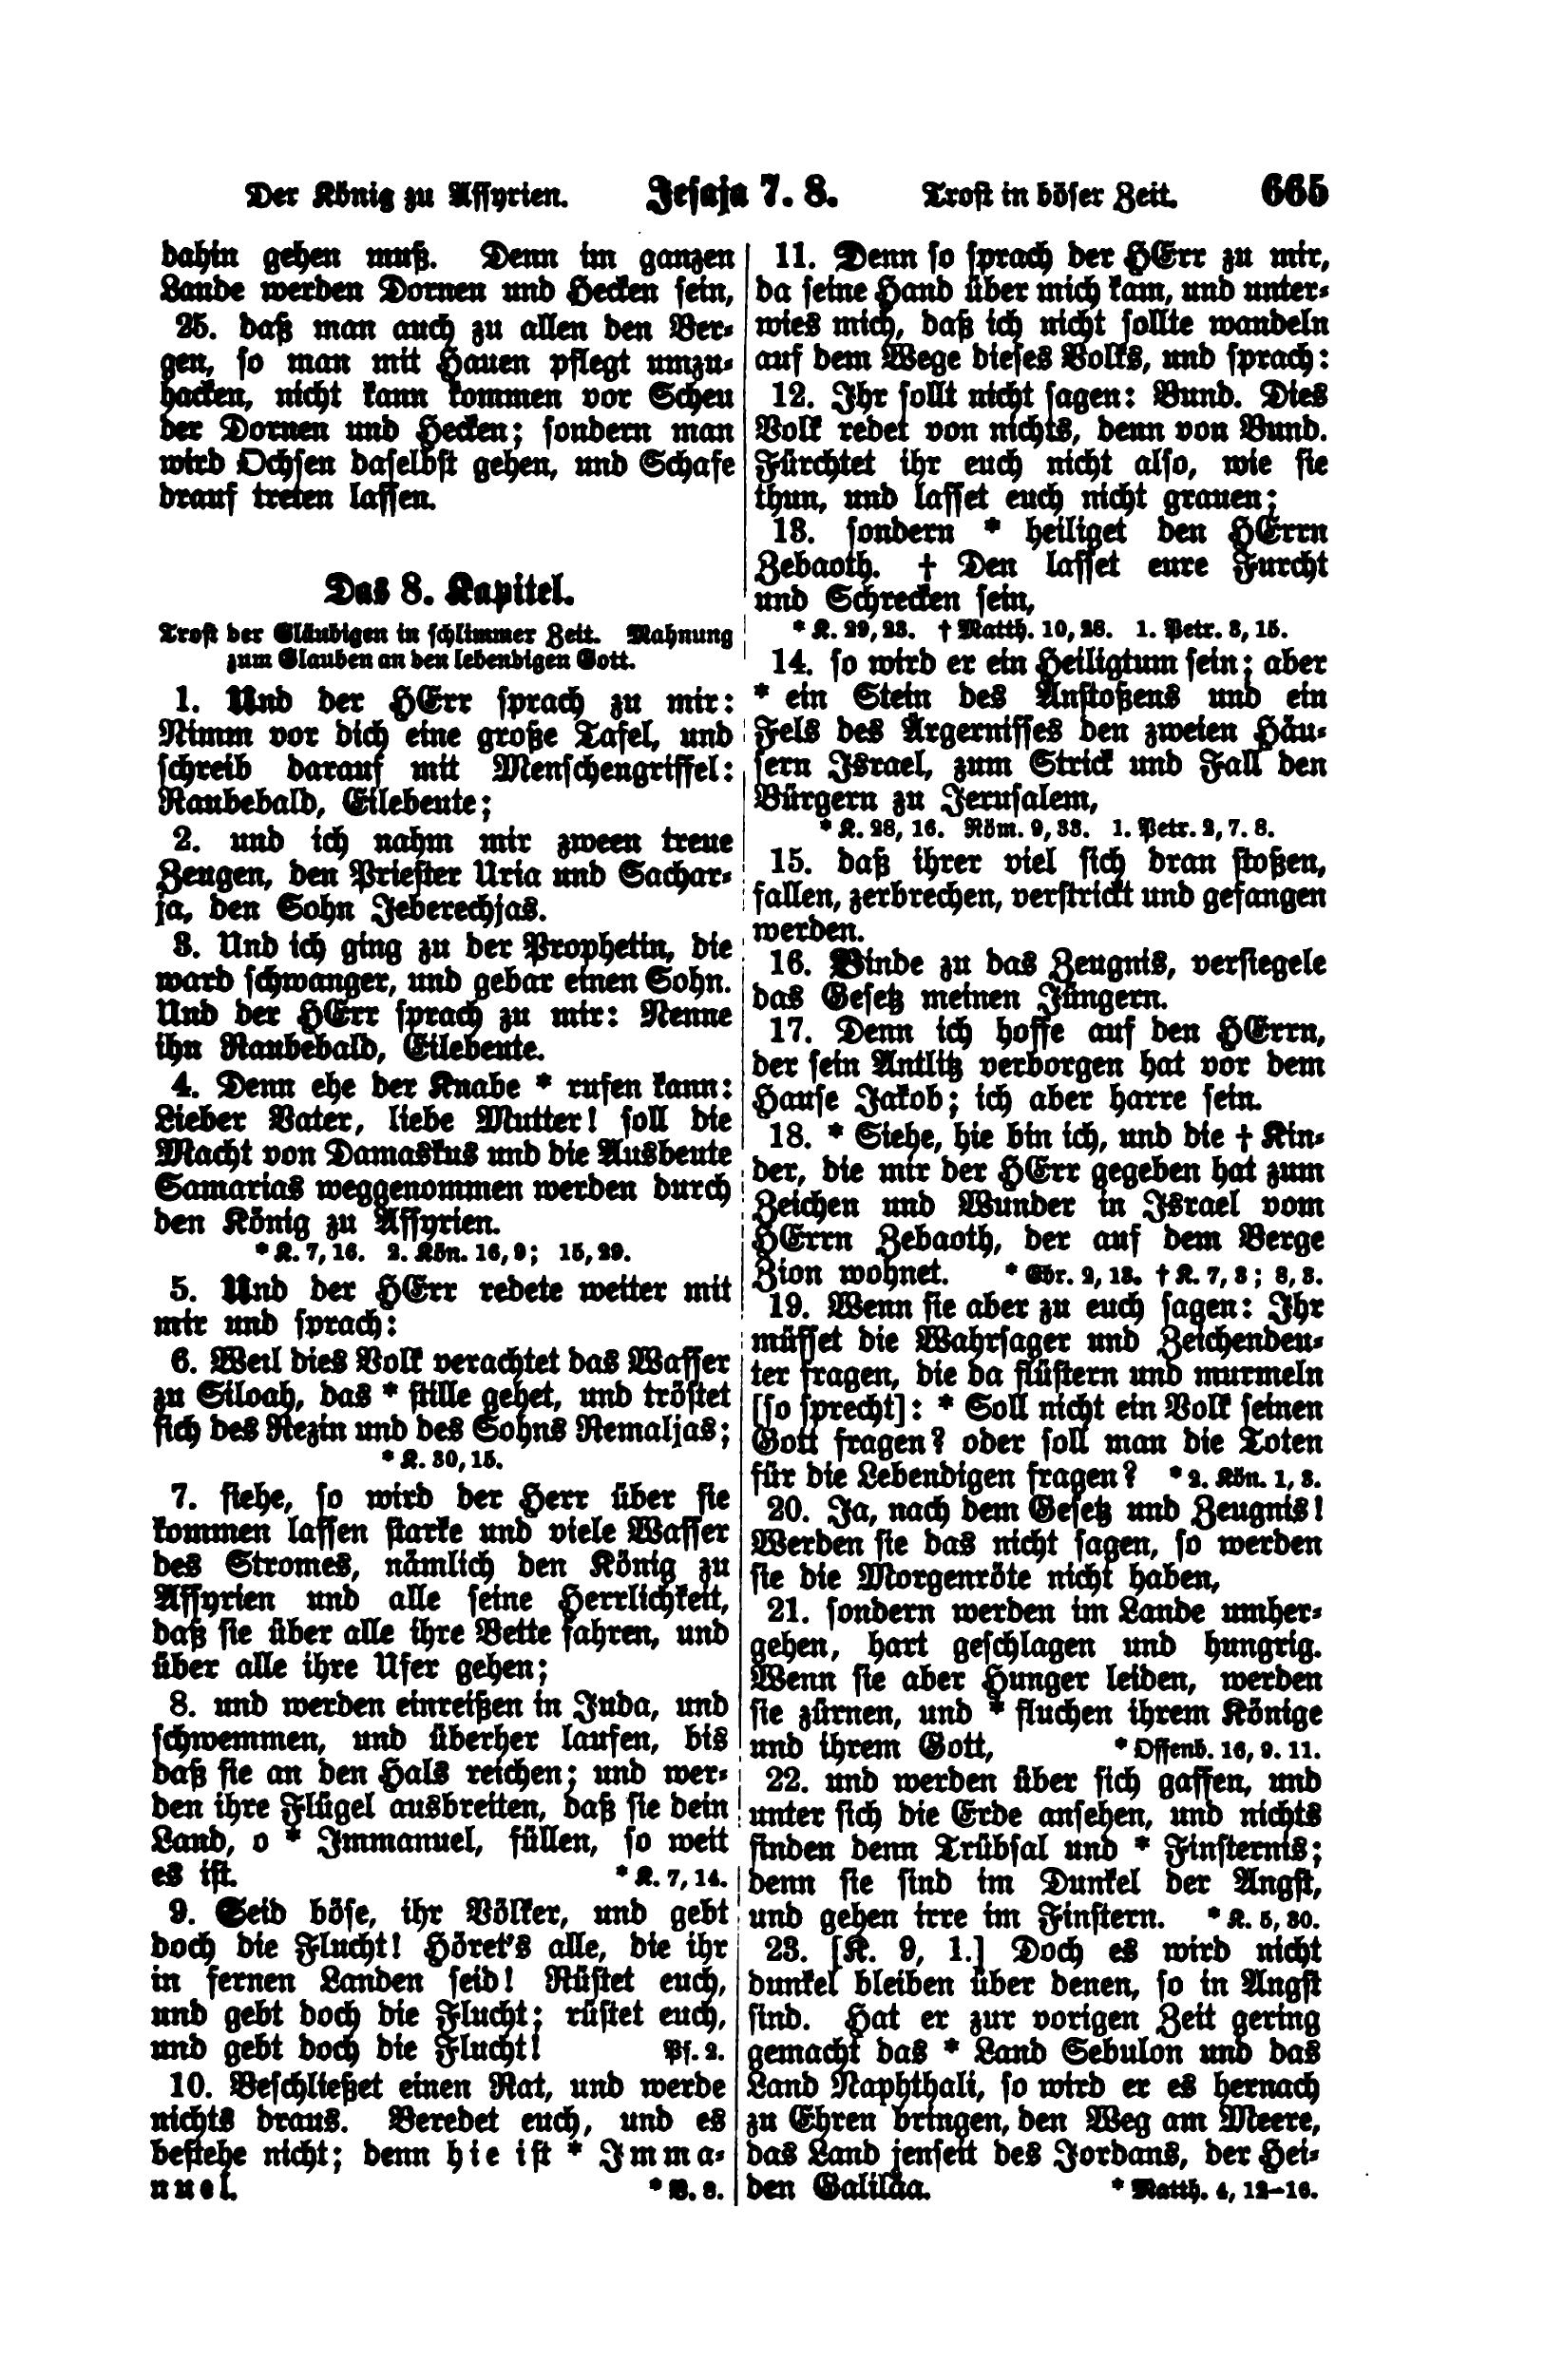 Der König zu Assyrien. Jesaja 7. 8. Trost in böser Zeit. 665
dahin gehen muß. Denn im ganzen
Lande werden Dornen und Hecken sein,
25. daß man auch zu allen den Ber-
gen, so man mit Hauen pflegt umzu-
hacken, nicht kann kommen vor Scheu
der Dornen und Hecken; sondern man
wird Ochsen daselbst gehen, und Schafe
drauf treten lassen.
Das 8. Kapitel.
Trost der Gläubigen in schlimmer Zeit. Mahnung
zum Glauben an den lebendigen Gott.
1. Und der HErr sprach zu mir:
Nimm vor dich eine große Tafel, und
schreib darauf mit Menschengriffel:
Raubebald, Eilebeute;
2. und ich nahm mir zween treue
Zeugen, den Priester Uria und Sachar-
ja, den Sohn Jeberechjas.
3. Und ich ging zu der Prophetin, die
ward schwanger, und gebar einen Sohn.
Und der HErr sprach zu mir: Nenne
ihn Raubebald, Eilebeute.
4. Denn ehe der Knabe * rufen kann:
Lieber Vater, liebe Mutter! soll die
Macht von Damaskus und die Ausbeute
Samarias weggenommen werden durch
den König zu Assyrien.
* K. 7, 16. 2. Kön. 16, 9; 15, 29.
5. Und der HErr redete weiter mit
mir und sprach:
6. Weil dies Volk verachtet das Wasser
zu Siloah, das * stille gehet, und tröstet
sich des Rezin und des Sohns Remaljas;
* K. 30, 15.
7. siehe, so wird der Herr über sie
kommen lassen starke und viele Wasser
des Stromes, nämlich den König zu
Assyrien und alle seine Herrlichkeit,
daß sie über alle ihre Bette fahren, und
über alle ihre Ufer gehen;
8. und werden einreißen in Juda, und
schwemmen, und überher laufen, bis
daß sie an den Hals reichen; und wer-
den ihre Flügel ausbreiten, daß sie dein
Land, o * Immanuel, füllen, so weit
es ist. * K. 7, 14.
9. Seid böse, ihr Völker, und gebt
doch die Flucht! Höret's alle, die ihr
in fernen Landen seid! Rüstet euch,
und gebt doch die Flucht; rüstet euch,
und gebt doch die Flucht! Ps. 2.
10. Beschließet einen Rat, und werde
nichts draus. Beredet euch, und es
bestehe nicht; denn hie ist * Imma-
nuel. * V. 8.
11. Denn so sprach der HErr zu mir,
da seine Hand über mich kam, und unter-
wies mich, daß ich nicht sollte wandeln
auf dem Wege dieses Volks, und sprach:
12. Ihr sollt nicht sagen: Bund. Dies
Volk redet von nichts, denn von Bund.
Fürchtet ihr euch nicht also, wie sie
thun, und lasset euch nicht grauen;
13. sondern * heiliget den HErrn
Zebaoth. † Den lasset eure Furcht
und Schrecken sein,
* K. 29, 23. † Matth. 10, 28. 1. Petr. 3, 15.
14. so wird er ein Heiligtum sein; aber
* ein Stein des Anstoßens und ein
Fels des Ärgernisses den zweien Häu-
sern Israel, zum Strick und Fall den
Bürgern zu Jerusalem,
* K. 28, 16. Röm. 9, 33. 1. Petr. 2, 7. 8.
15. daß ihrer viel sich dran stoßen,
fallen, zerbrechen, verstrickt und gefangen
werden.
16. Binde zu das Zeugnis, versiegele
das Gesetz meinen Jüngern.
17. Denn ich hoffe auf den HErrn,
der sein Antlitz verborgen hat vor dem
Hause Jakob; ich aber harre sein.
18. * Siehe, hie bin ich, und die † Kin-
der, die mir der HErr gegeben hat zum
Zeichen und Wunder in Israel vom
HErrn Zebaoth, der auf dem Berge
Zion wohnet. * Ebr. 2, 13. † K. 7, 3; 8, 3.
19. Wenn sie aber zu euch sagen: Ihr
müsset die Wahrsager und Zeichendeu-
ter fragen, die da flüstern und murmeln
[so sprecht]: * Soll nicht ein Volk seinen
Gott fragen? oder soll man die Toten
für die Lebendigen fragen? * 2. Kön. 1, 3.
20. Ja, nach dem Gesetz und Zeugnis!
Werden sie das nicht sagen, so werden
sie die Morgenröte nicht haben,
21. sondern werden im Lande umher-
gehen, hart geschlagen und hungrig.
Wenn sie aber Hunger leiden, werden
sie zürnen, und * fluchen ihrem Könige
und ihrem Gott, * Offenb. 16, 9. 11.
22. und werden über sich gaffen, und
unter sich die Erde ansehen, und nichts
finden denn Trübsal und * Finsternis;
denn sie sind im Dunkel der Angst,
und gehen irre im Finstern. * K. 5, 30.
23. [K. 9, 1.] Doch es wird nicht
dunkel bleiben über denen, so in Angst
sind. Hat er zur vorigen Zeit gering
gemacht das * Land Sebulon und das
Land Naphthali, so wird er es hernach
zu Ehren bringen, den Weg am Meere,
das Land jenseit des Jordans, der Hei-
den Galiläa. * Matth. 4, 12–16.